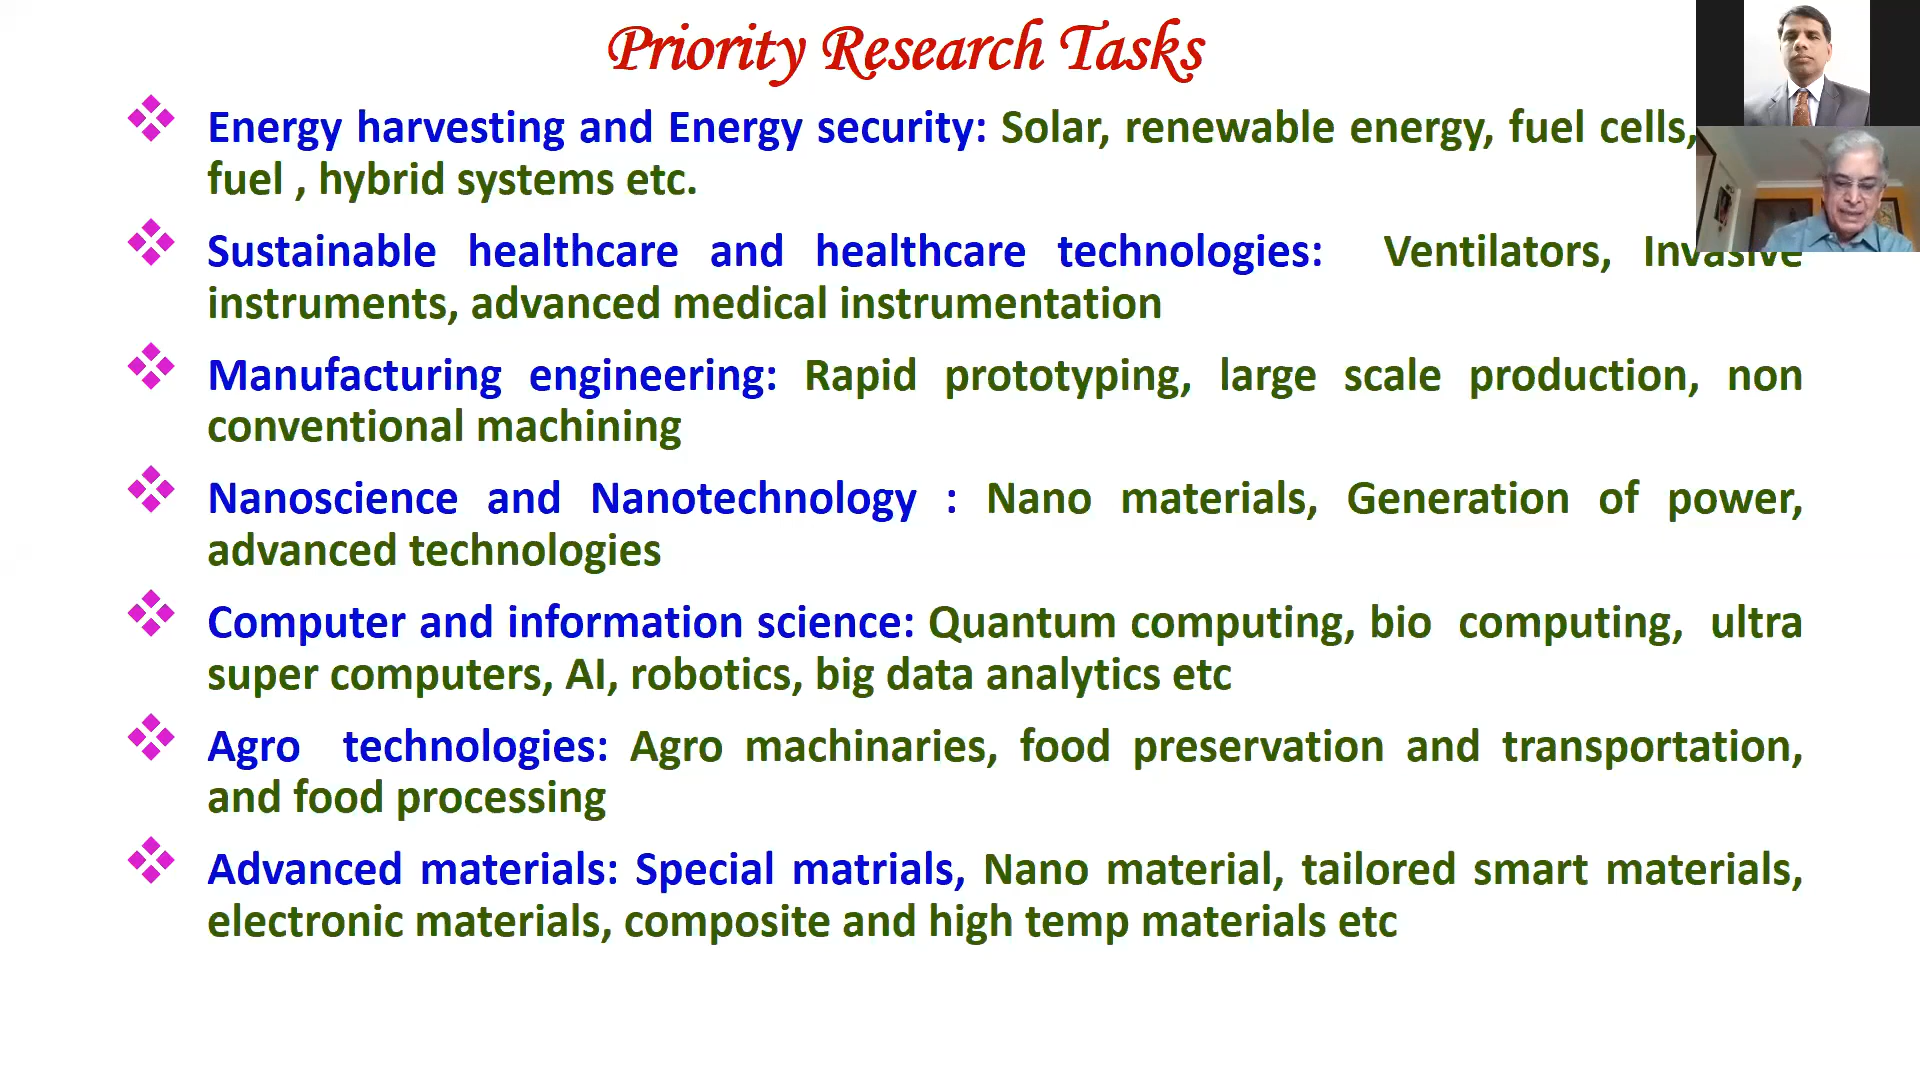 Priority Research Tasks
Energy harvesting and Energy security: Solar, renewable energy, fuel cells,
fuel , hybrid systems etc.
Sustainable healthcare and healthcare technologies: Ventilators, Invasive
instruments, advanced medical instrumentation
Manufacturing engineering: Rapid prototyping, large scale production, non
conventional machining
Nanoscience and Nanotechnology : Nano materials, Generation of power,
advanced technologies
Computer and information science: Quantum computing, bio computing, ultra
super computers, AI, robotics, big data analytics etc
Agro technologies: Agro machinaries, food preservation and transportation,
and food processing
Advanced materials: Special matrials, Nano material, tailored smart materials,
electronic materials, composite and high temp materials etc